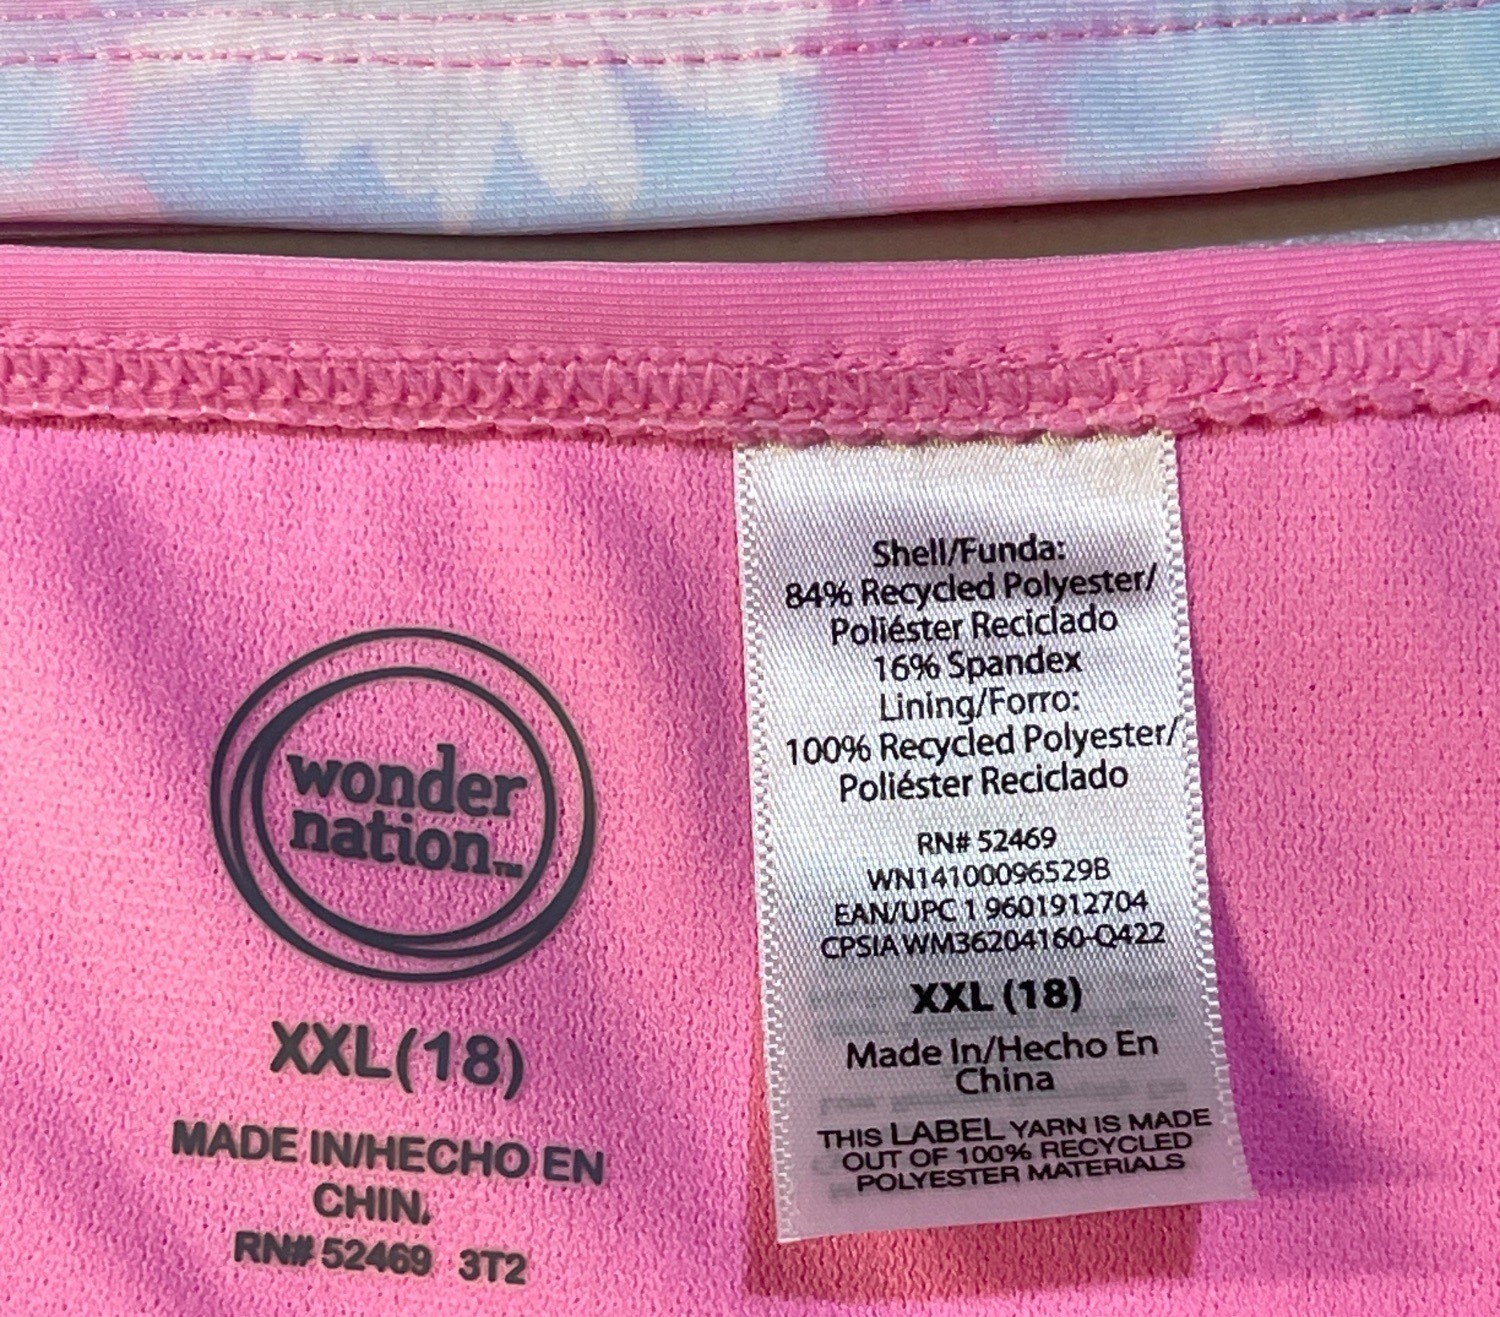 wonder
nation™
XXL(18)
MADE IN/HECHO EN
CHIN
RN# 52469 3T2
Shell/Funda:
84% Recycled Polyester/
Poliéster Reciclado
16% Spandex
Lining/Forro:
100% Recycled Polyester/
Poliéster Reciclado
RN# 52469
WN14100096529B
EAN/UPC 1 9601912704
CPSIA WM36204160-Q422
XXL (18)
Made In/Hecho En
China
THIS LABEL YARN IS MADE
OUT OF 100% RECYCLED
POLYESTER MATERIALS